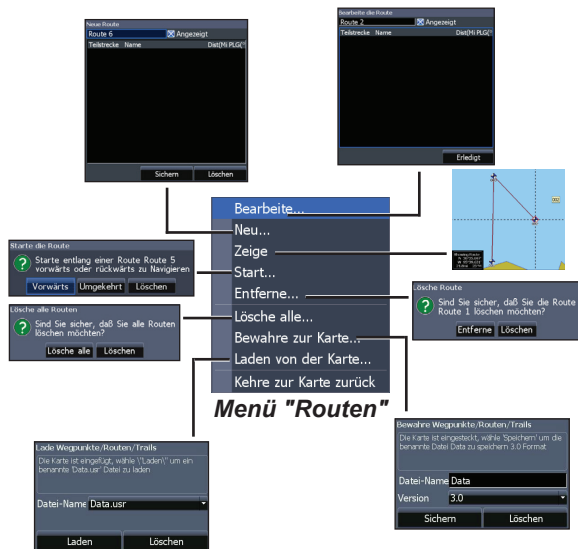 Neue Route
Route 6
Angezeigt
Teilstrecke Name Dist(Mi PLG(°
Sichern Löschen
Bearbeite die Route
Route 2
Angezeigt
Teilstrecke Name Dist(Mi PLG(°
Erledigt
Bearbeite...
Neu...
Zeige
Start...
Entferne...
Lösche alle...
Bewahre zur Karte...
Laden von der Karte...
Kehre zur Karte zurück
Menü "Routen"
Starte die Route
Starte entlang einer Route Route 5
vorwärts oder rückwärts zu Navigieren
Vorwärts Umgekehrt Löschen
Lösche alle Routen
Sind Sie sicher, daß Sie alle Routen
löschen möchten?
Lösche alle Löschen
Lösche Route
Sind Sie sicher, daß Sie die Route
Route 1 löschen möchten?
Entferne Löschen
Lade Wegpunkte/Routen/Trails
Die Karte ist eingefügt, wähle \"Laden\" um ein
benannte 'Data.usr' Datei zu laden
Datei-Name Data.usr
Laden Löschen
Bewahre Wegpunkte/Routen/Trails
Die Karte ist eingesteckt, wähle 'Speichern' um die
benannte Datei Data zu speichern 3.0 Format
Datei-Name Data
Version 3.0
Sichern Löschen